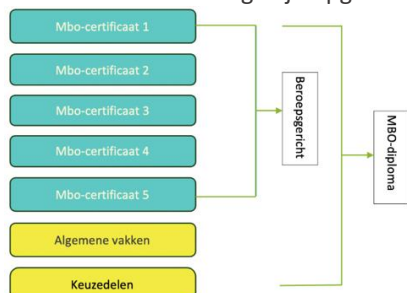 Mbo-certificaat 1
Mbo-certificaat 2
Mbo-certificaat 3
Mbo-certificaat 4
Mbo-certificaat 5
Algemene vakken
Keuzedelen
Beroepsgericht
MBO-diploma